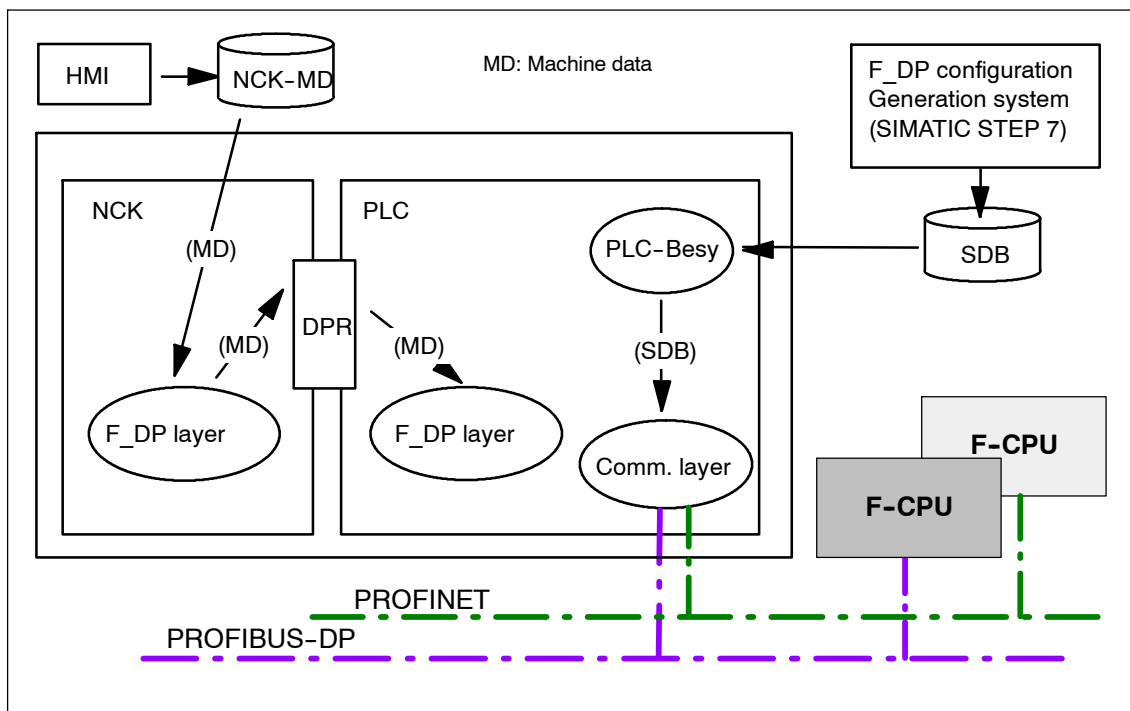 HMI
NCK-MD
MD: Machine data
F_DP configuration
Generation system
(SIMATIC STEP 7)
NCK
PLC
(MD)
PLC-Besy
SDB
DPR
(MD)
(MD)
(SDB)
F_DP layer
F_DP layer
Comm. layer
F-CPU
F-CPU
PROFINET
PROFIBUS-DP